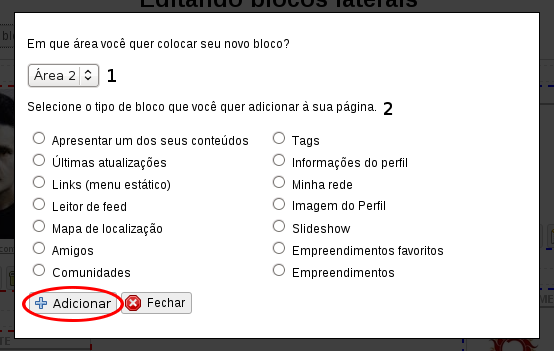 Editando blocos laterais
Em que área você quer colocar seu novo bloco?
Área 2 1
Selecione o tipo de bloco que você quer adicionar à sua página. 2
Apresentar um dos seus conteúdos Tags
Últimas atualizações Informações do perfil
Links (menu estático) Minha rede
Leitor de feed Imagem do Perfil
Mapa de localização Slideshow
Amigos Empreendimentos favoritos
Comunidades Empreendimentos
Adicionar Fechar